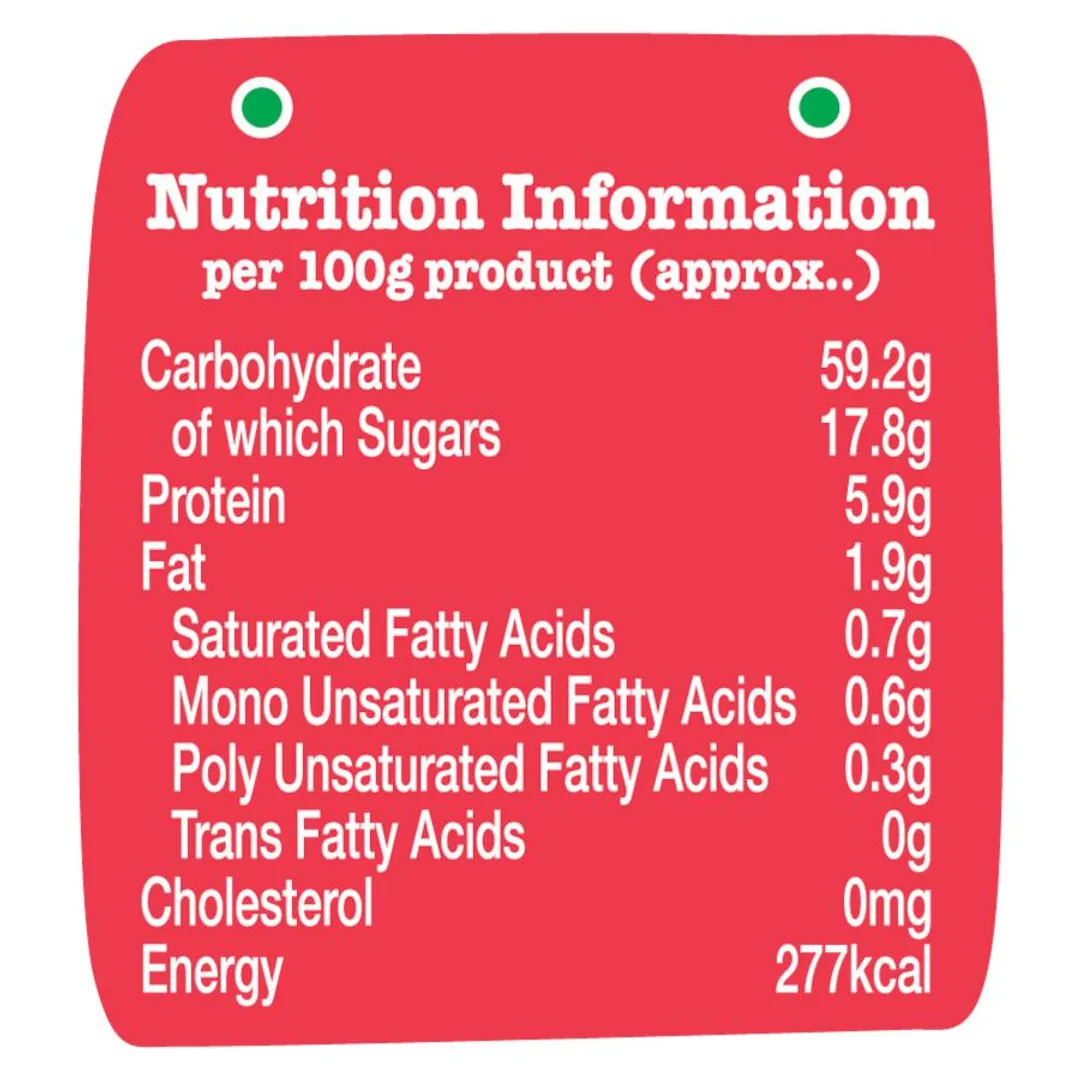 Nutrition Information
per 100g product (approx..)
Carbohydrate 59.2g
of which Sugars 17.8g
Protein 5.9g
Fat 1.9g
Saturated Fatty Acids 0.7g
Mono Unsaturated Fatty Acids 0.6g
Poly Unsaturated Fatty Acids 0.3g
Trans Fatty Acids 0g
Cholesterol 0mg
Energy 277kcal